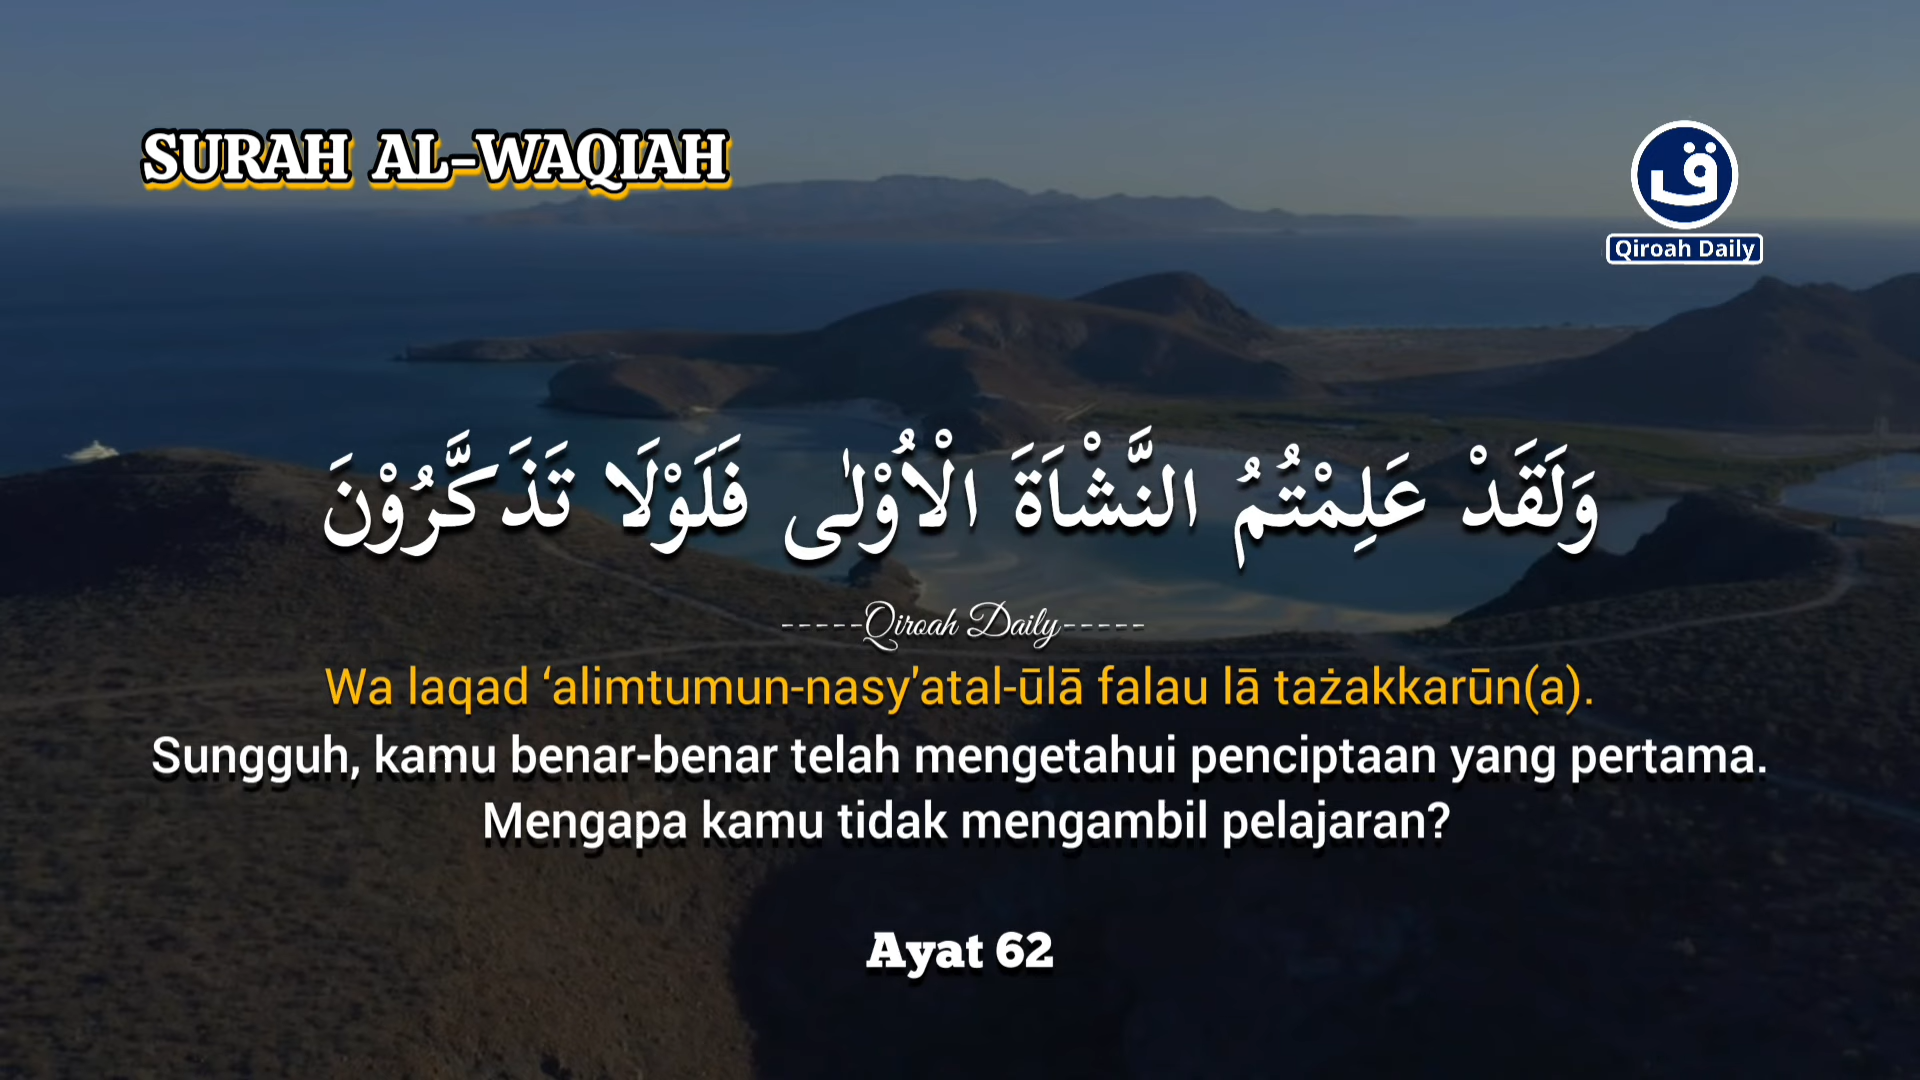 SURAH AL-WAQIAH
ق
Qiroah Daily
وَلَقَدْ عَلِمْتُمُ النَّشْاَةَ الْاُوْلٰى فَلَوْلَا تَذَكَّرُوْنَ
-----Qiroah Daily-----
Wa laqad ‘alimtumun-nasy'atal-ūlā falau lā tażakkarūn(a).
Sungguh, kamu benar-benar telah mengetahui penciptaan yang pertama.
Mengapa kamu tidak mengambil pelajaran?
Ayat 62